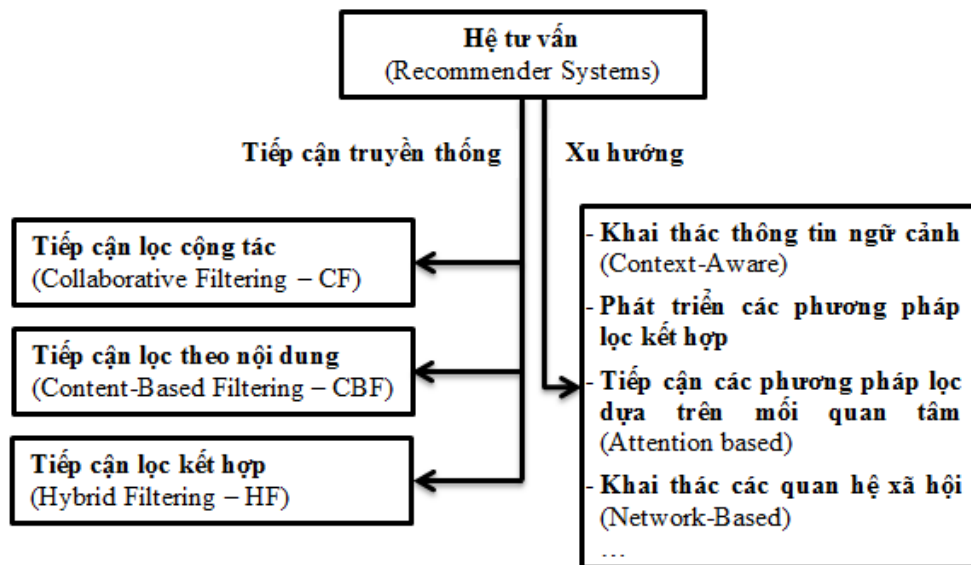 Hệ tư vấn
(Recommender Systems)
Tiếp cận truyền thống
Xu hướng
Tiếp cận lọc cộng tác
(Collaborative Filtering – CF)
Tiếp cận lọc theo nội dung
(Content-Based Filtering – CBF)
Tiếp cận lọc kết hợp
(Hybrid Filtering – HF)
- Khai thác thông tin ngữ cảnh
(Context-Aware)
- Phát triển các phương pháp
lọc kết hợp
- Tiếp cận các phương pháp lọc
dựa trên mối quan tâm
(Attention based)
- Khai thác các quan hệ xã hội
(Network-Based)
…